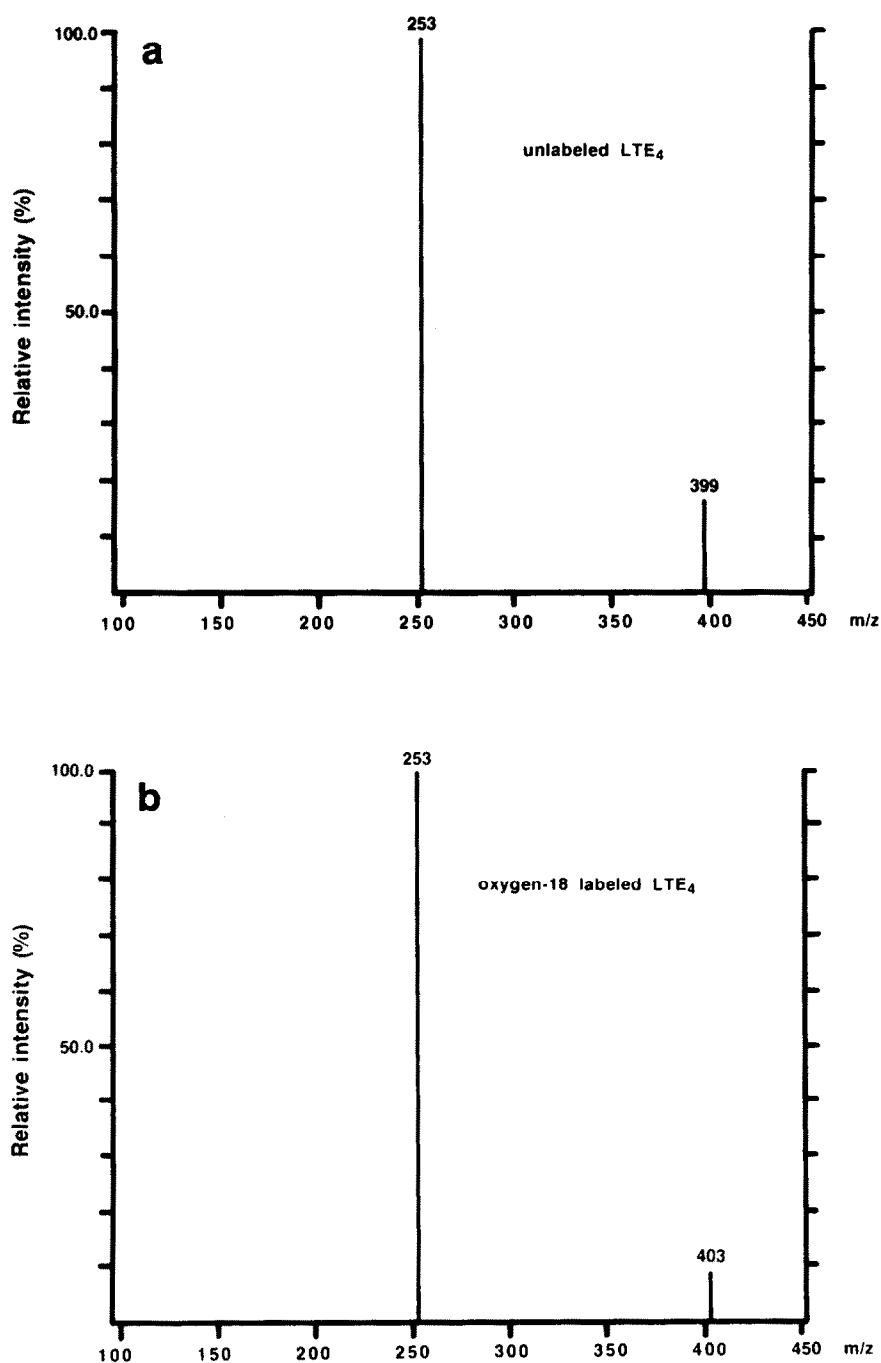 253
100.0
a
unlabeled LTE₄
Relative intensity (%)
50.0
399
100 150 200 250 300 350 400 450 m/z
253
100.0
b
oxygen-18 labeled LTE₄
Relative intensity (%)
50.0
403
100 150 200 250 300 350 400 450 m/z